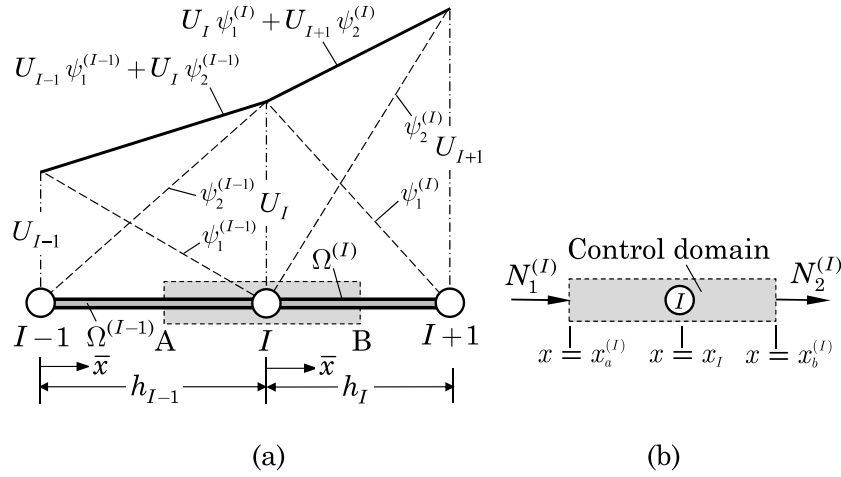 U_I ψ_1^(I) + U_{I+1} ψ_2^(I)
U_{I−1} ψ_1^(I−1) + U_I ψ_2^(I−1)
ψ_2^(I)
U_{I+1}
ψ_2^(I−1)
U_I
ψ_1^(I)
U_{I−1}
ψ_1^(I−1)
Ω^(I)
Control domain
N_1^(I)
N_2^(I)
I
I−1
Ω^(I−1)
A
I
B
I+1
x = x_a^(I)
x = x_I
x = x_b^(I)
x̄
x̄
h_{I−1}
h_I
(a)
(b)